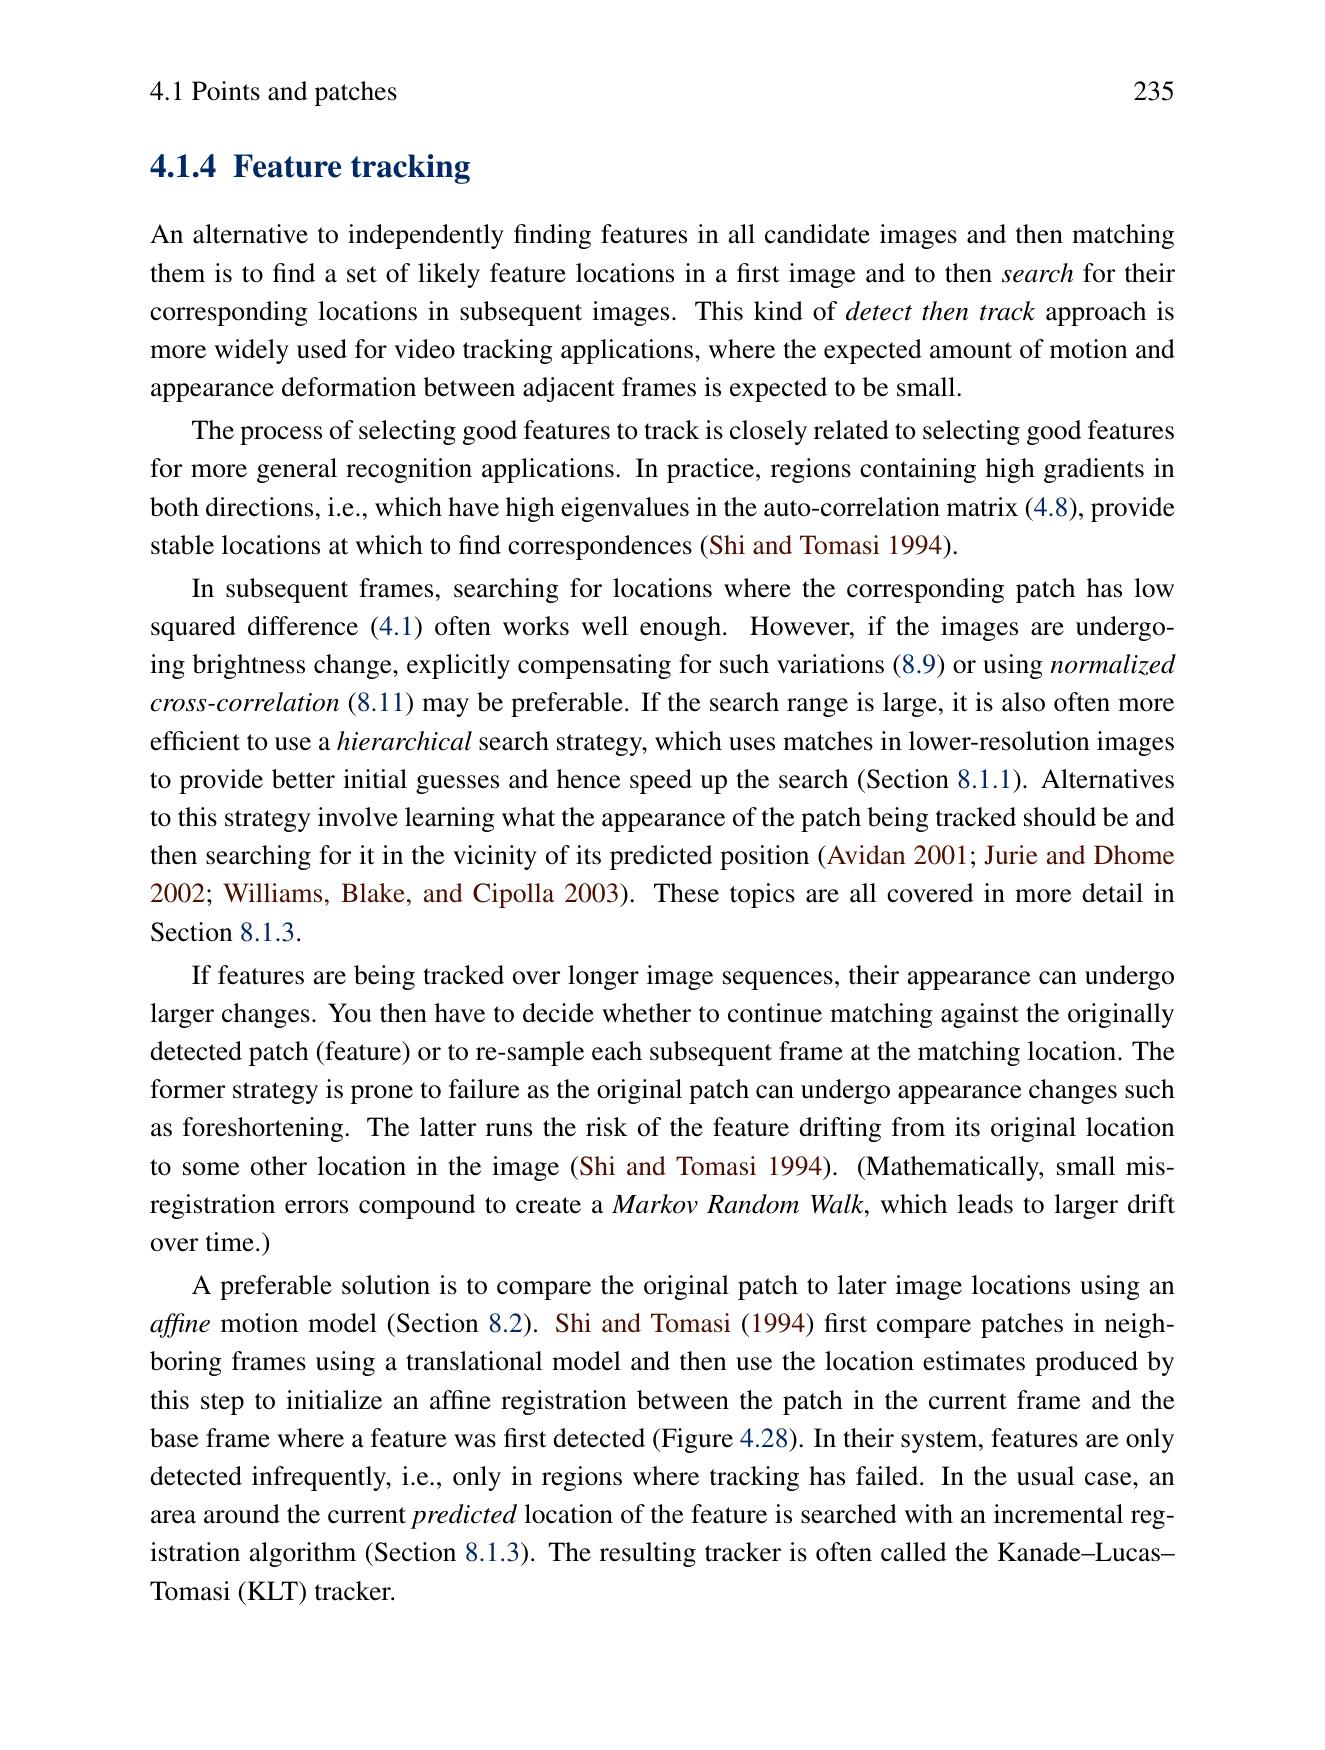 4.1 Points and patches 235
4.1.4 Feature tracking
An alternative to independently finding features in all candidate images and then matching
them is to find a set of likely feature locations in a first image and to then search for their
corresponding locations in subsequent images. This kind of detect then track approach is
more widely used for video tracking applications, where the expected amount of motion and
appearance deformation between adjacent frames is expected to be small.
The process of selecting good features to track is closely related to selecting good features
for more general recognition applications. In practice, regions containing high gradients in
both directions, i.e., which have high eigenvalues in the auto-correlation matrix (4.8), provide
stable locations at which to find correspondences (Shi and Tomasi 1994).
In subsequent frames, searching for locations where the corresponding patch has low
squared difference (4.1) often works well enough. However, if the images are undergo-
ing brightness change, explicitly compensating for such variations (8.9) or using normalized
cross-correlation (8.11) may be preferable. If the search range is large, it is also often more
efficient to use a hierarchical search strategy, which uses matches in lower-resolution images
to provide better initial guesses and hence speed up the search (Section 8.1.1). Alternatives
to this strategy involve learning what the appearance of the patch being tracked should be and
then searching for it in the vicinity of its predicted position (Avidan 2001; Jurie and Dhome
2002; Williams, Blake, and Cipolla 2003). These topics are all covered in more detail in
Section 8.1.3.
If features are being tracked over longer image sequences, their appearance can undergo
larger changes. You then have to decide whether to continue matching against the originally
detected patch (feature) or to re-sample each subsequent frame at the matching location. The
former strategy is prone to failure as the original patch can undergo appearance changes such
as foreshortening. The latter runs the risk of the feature drifting from its original location
to some other location in the image (Shi and Tomasi 1994). (Mathematically, small mis-
registration errors compound to create a Markov Random Walk, which leads to larger drift
over time.)
A preferable solution is to compare the original patch to later image locations using an
affine motion model (Section 8.2). Shi and Tomasi (1994) first compare patches in neigh-
boring frames using a translational model and then use the location estimates produced by
this step to initialize an affine registration between the patch in the current frame and the
base frame where a feature was first detected (Figure 4.28). In their system, features are only
detected infrequently, i.e., only in regions where tracking has failed. In the usual case, an
area around the current predicted location of the feature is searched with an incremental reg-
istration algorithm (Section 8.1.3). The resulting tracker is often called the Kanade–Lucas–
Tomasi (KLT) tracker.